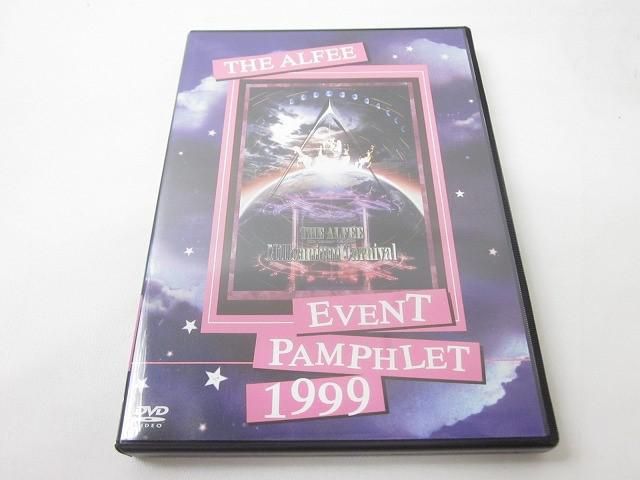 THE ALFEE
THE ALFEE
Millennium Carnival
EVENT
PAMPHLET
1999
DVD
VIDEO